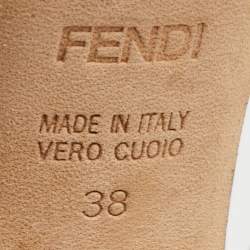 FENDI
MADE IN ITALY
VERO CUOIO
38